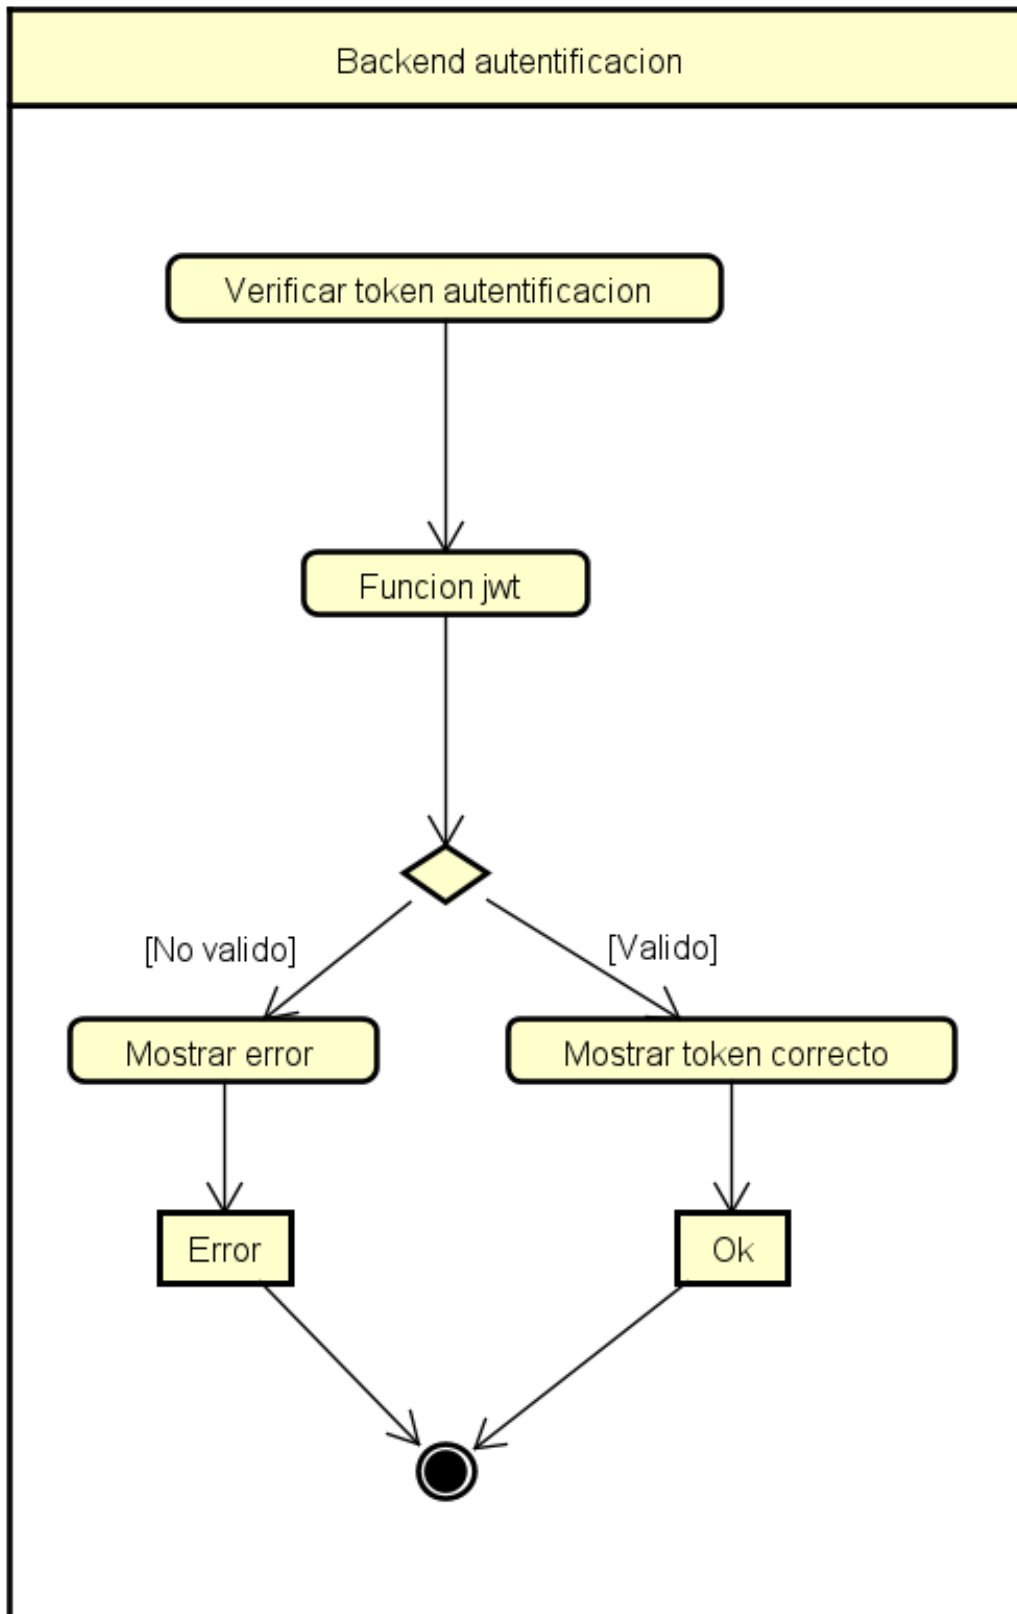 Backend autentificacion
Verificar token autentificacion
Funcion jwt
[No valido]
[Valido]
Mostrar error
Mostrar token correcto
Error
Ok